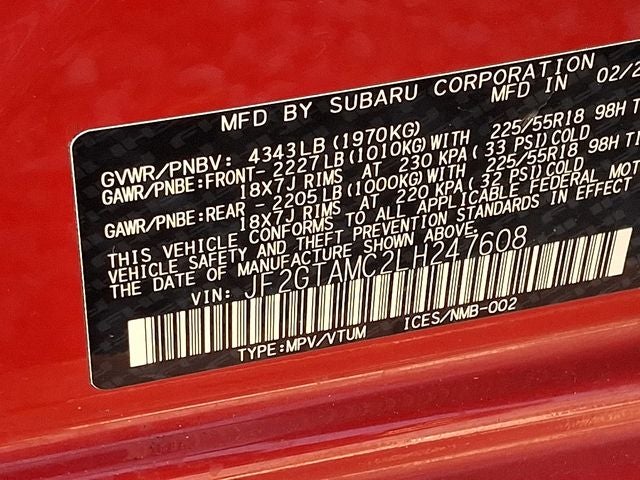 MFD BY SUBARU CORPORATION
MFD IN 02/2
GVWR/PNBV: 4343LB (1970KG)
GAWR/PNBE:FRONT- 2227LB (1010KG) WITH 225/55R18 98H T
18X7J RIMS AT 230 KPA (33 PSI) COLD
GAWR/PNBE:REAR - 2205LB (1000KG) WITH 225/55R18 98H TI
18X7J RIMS AT 220 KPA (32 PSI) COLD
THIS VEHICLE CONFORMS TO ALL APPLICABLE FEDERAL MOT
VEHICLE SAFETY AND THEFT PREVENTION STANDARDS IN EFFECT
THE DATE OF MANUFACTURE SHOWN ABOVE.
VIN: JF2GTAMC2LH247608
TYPE:MPV/VTUM ICES/NMB-002